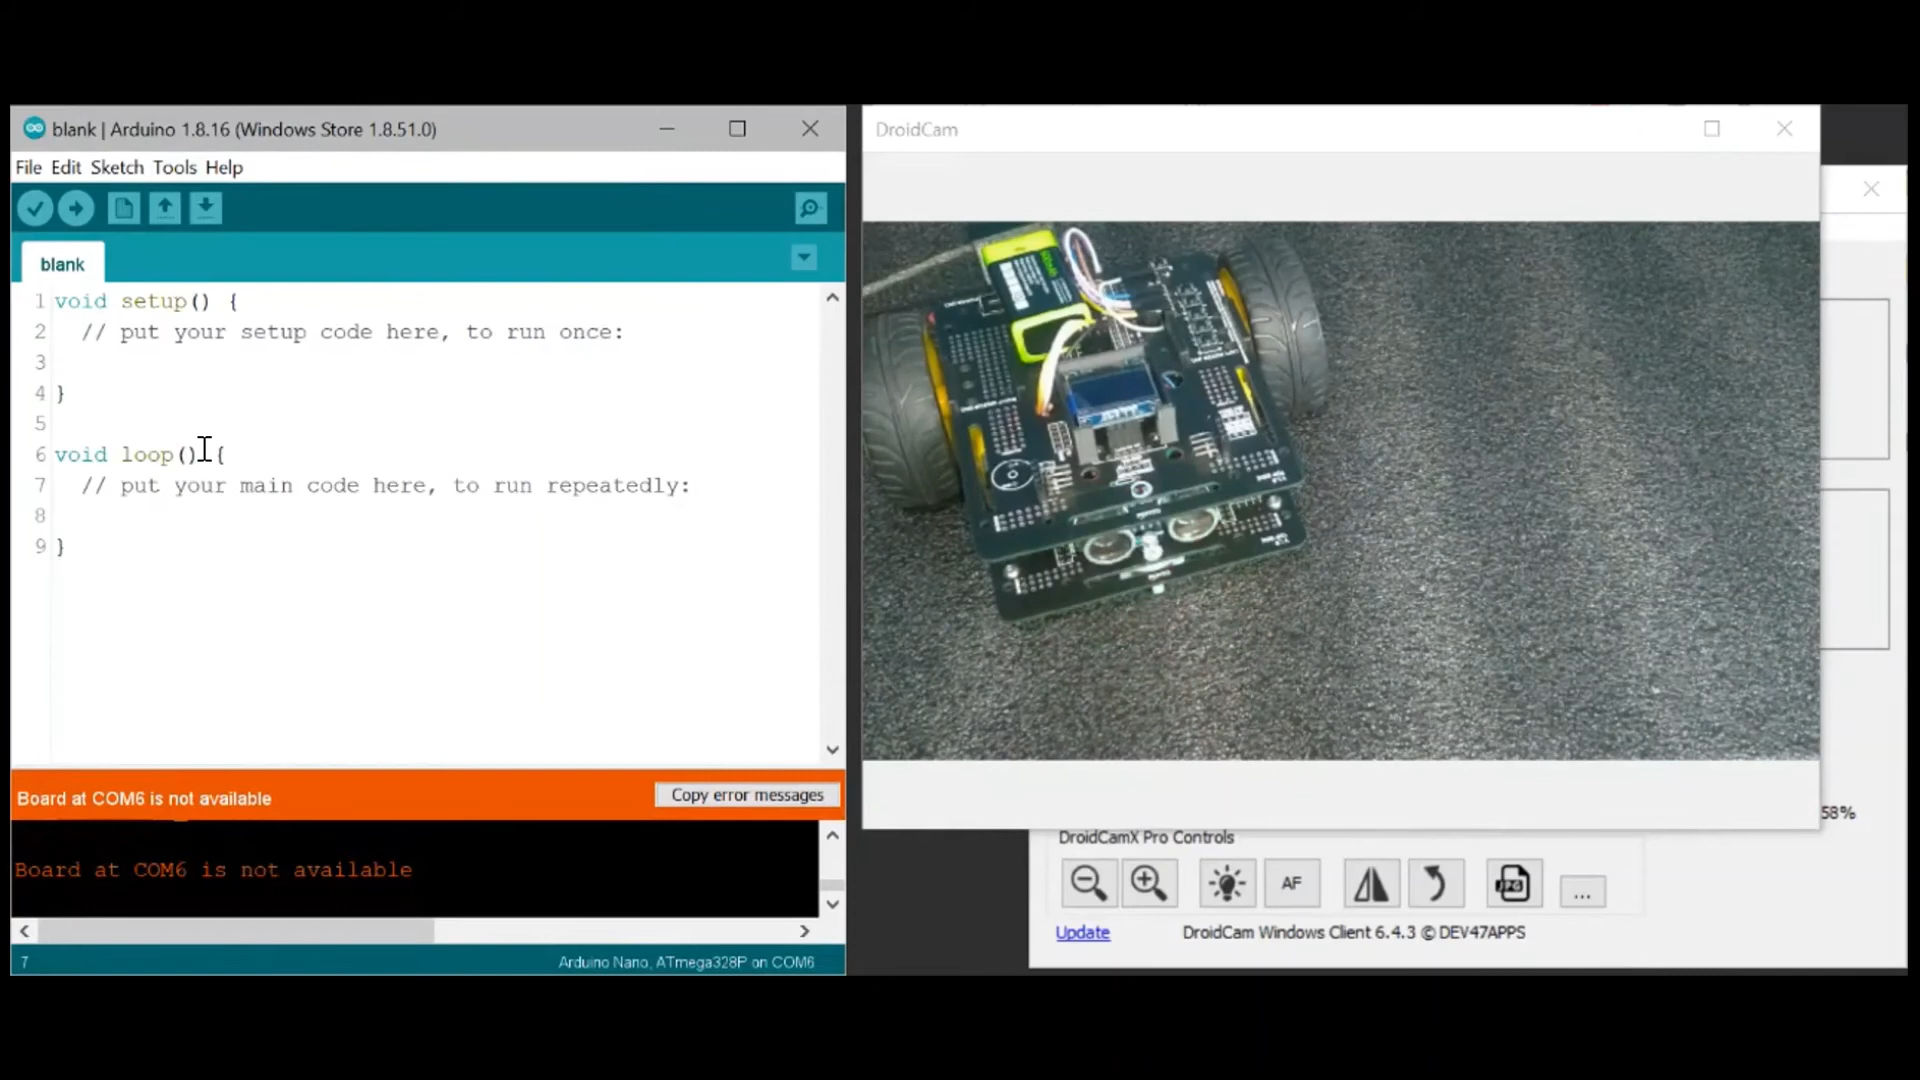 blank | Arduino 1.8.16 (Windows Store 1.8.51.0)
File Edit Sketch Tools Help
blank
1 void setup() {
2 // put your setup code here, to run once:
3
4 }
5
6 void loop() {
7 // put your main code here, to run repeatedly:
8
9 }
Board at COM6 is not available
Copy error messages
Board at COM6 is not available
7
Arduino Nano, ATmega328P on COM6
DroidCam
58%
DroidCamX Pro Controls
AF
JPG
...
Update
DroidCam Windows Client 6.4.3 © DEV47APPS